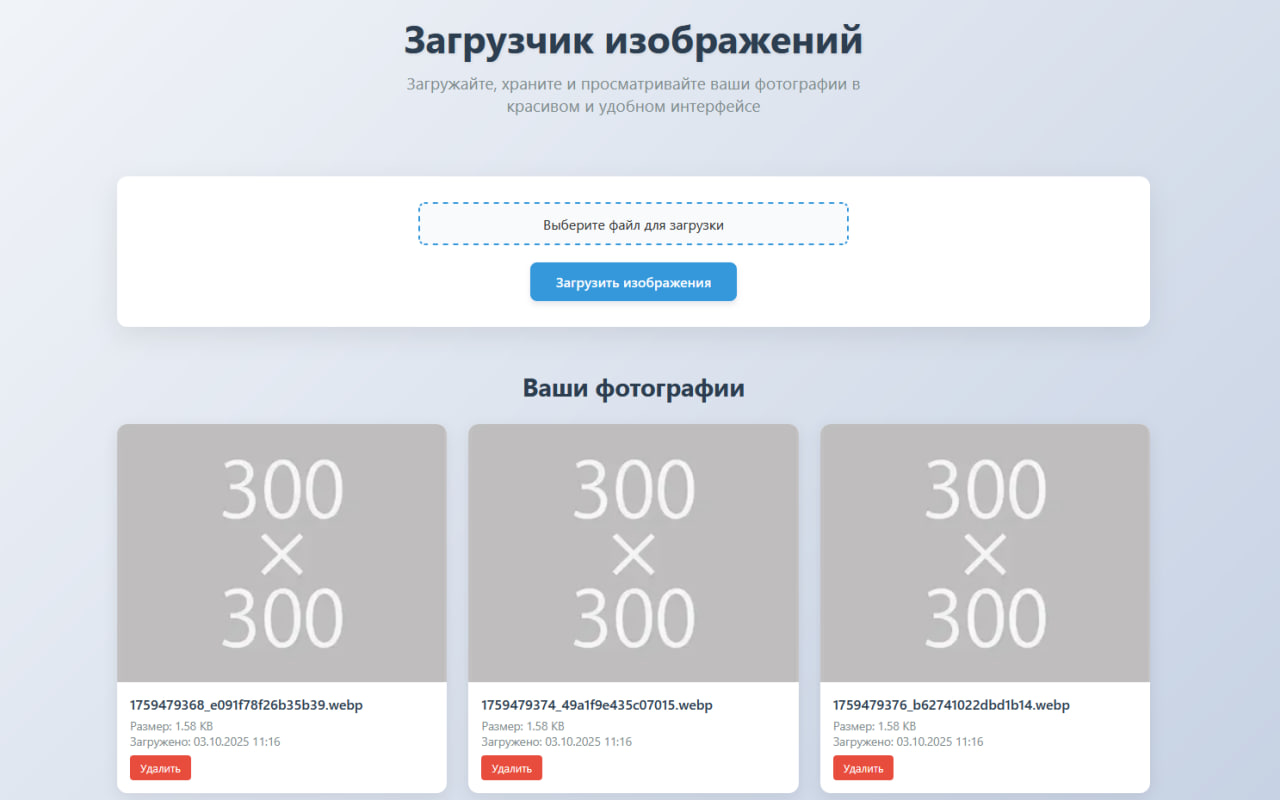 Загрузчик изображений
Загружайте, храните и просматривайте ваши фотографии в
красивом и удобном интерфейсе
Выберите файл для загрузки
Загрузить изображения
Ваши фотографии
300
×
300
300
×
300
300
×
300
1759479368_e091f78f26b35b39.webp
Размер: 1.58 KB
Загружено: 03.10.2025 11:16
Удалить
1759479374_49a1f9e435c07015.webp
Размер: 1.58 KB
Загружено: 03.10.2025 11:16
Удалить
1759479376_b62741022dbd1b14.webp
Размер: 1.58 KB
Загружено: 03.10.2025 11:16
Удалить